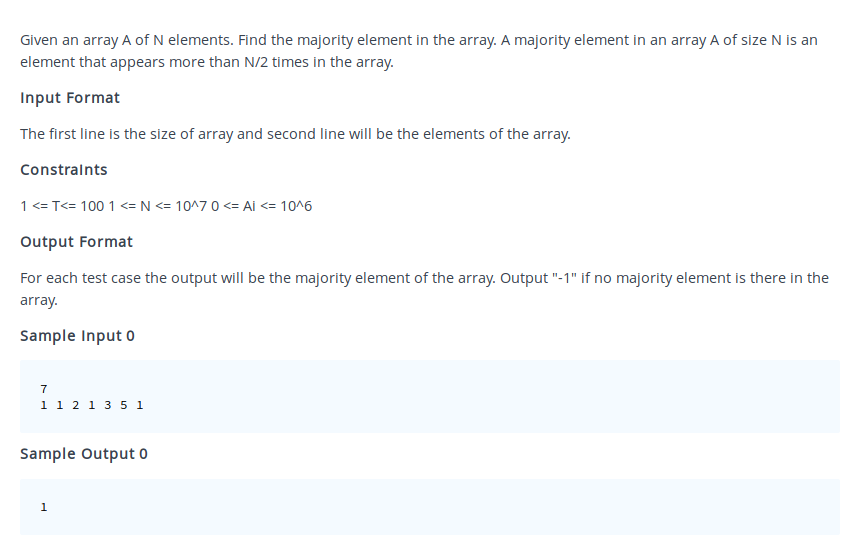 Given an array A of N elements. Find the majority element in the array. A majority element in an array A of size N is an
element that appears more than N/2 times in the array.
Input Format
The first line is the size of array and second line will be the elements of the array.
Constraints
1 <= T<= 100 1 <= N <= 10^7 0 <= Ai <= 10^6
Output Format
For each test case the output will be the majority element of the array. Output "-1" if no majority element is there in the
array.
Sample Input 0
7
1 1 2 1 3 5 1
Sample Output 0
1